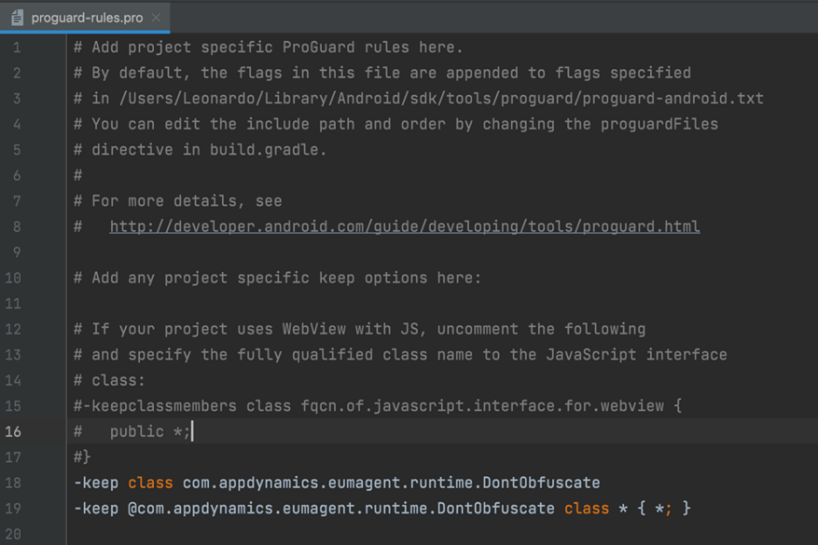 proguard-rules.pro
1 # Add project specific ProGuard rules here.
2 # By default, the flags in this file are appended to flags specified
3 # in /Users/Leonardo/Library/Android/sdk/tools/proguard/proguard-android.txt
4 # You can edit the include path and order by changing the proguardFiles
5 # directive in build.gradle.
6 #
7 # For more details, see
8 #   http://developer.android.com/guide/developing/tools/proguard.html
9
10 # Add any project specific keep options here:
11
12 # If your project uses WebView with JS, uncomment the following
13 # and specify the fully qualified class name to the JavaScript interface
14 # class:
15 #-keepclassmembers class fqcn.of.javascript.interface.for.webview {
16 #   public *;
17 #}
18 -keep class com.appdynamics.eumagent.runtime.DontObfuscate
19 -keep @com.appdynamics.eumagent.runtime.DontObfuscate class * { *; }
20